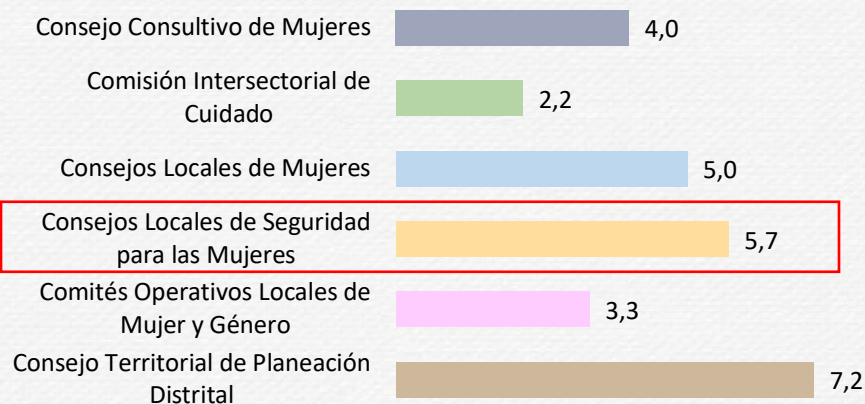 Consejo Consultivo de Mujeres 4,0
Comisión Intersectorial de
Cuidado 2,2
Consejos Locales de Mujeres 5,0
Consejos Locales de Seguridad
para las Mujeres 5,7
Comités Operativos Locales de
Mujer y Género 3,3
Consejo Territorial de Planeación
Distrital 7,2